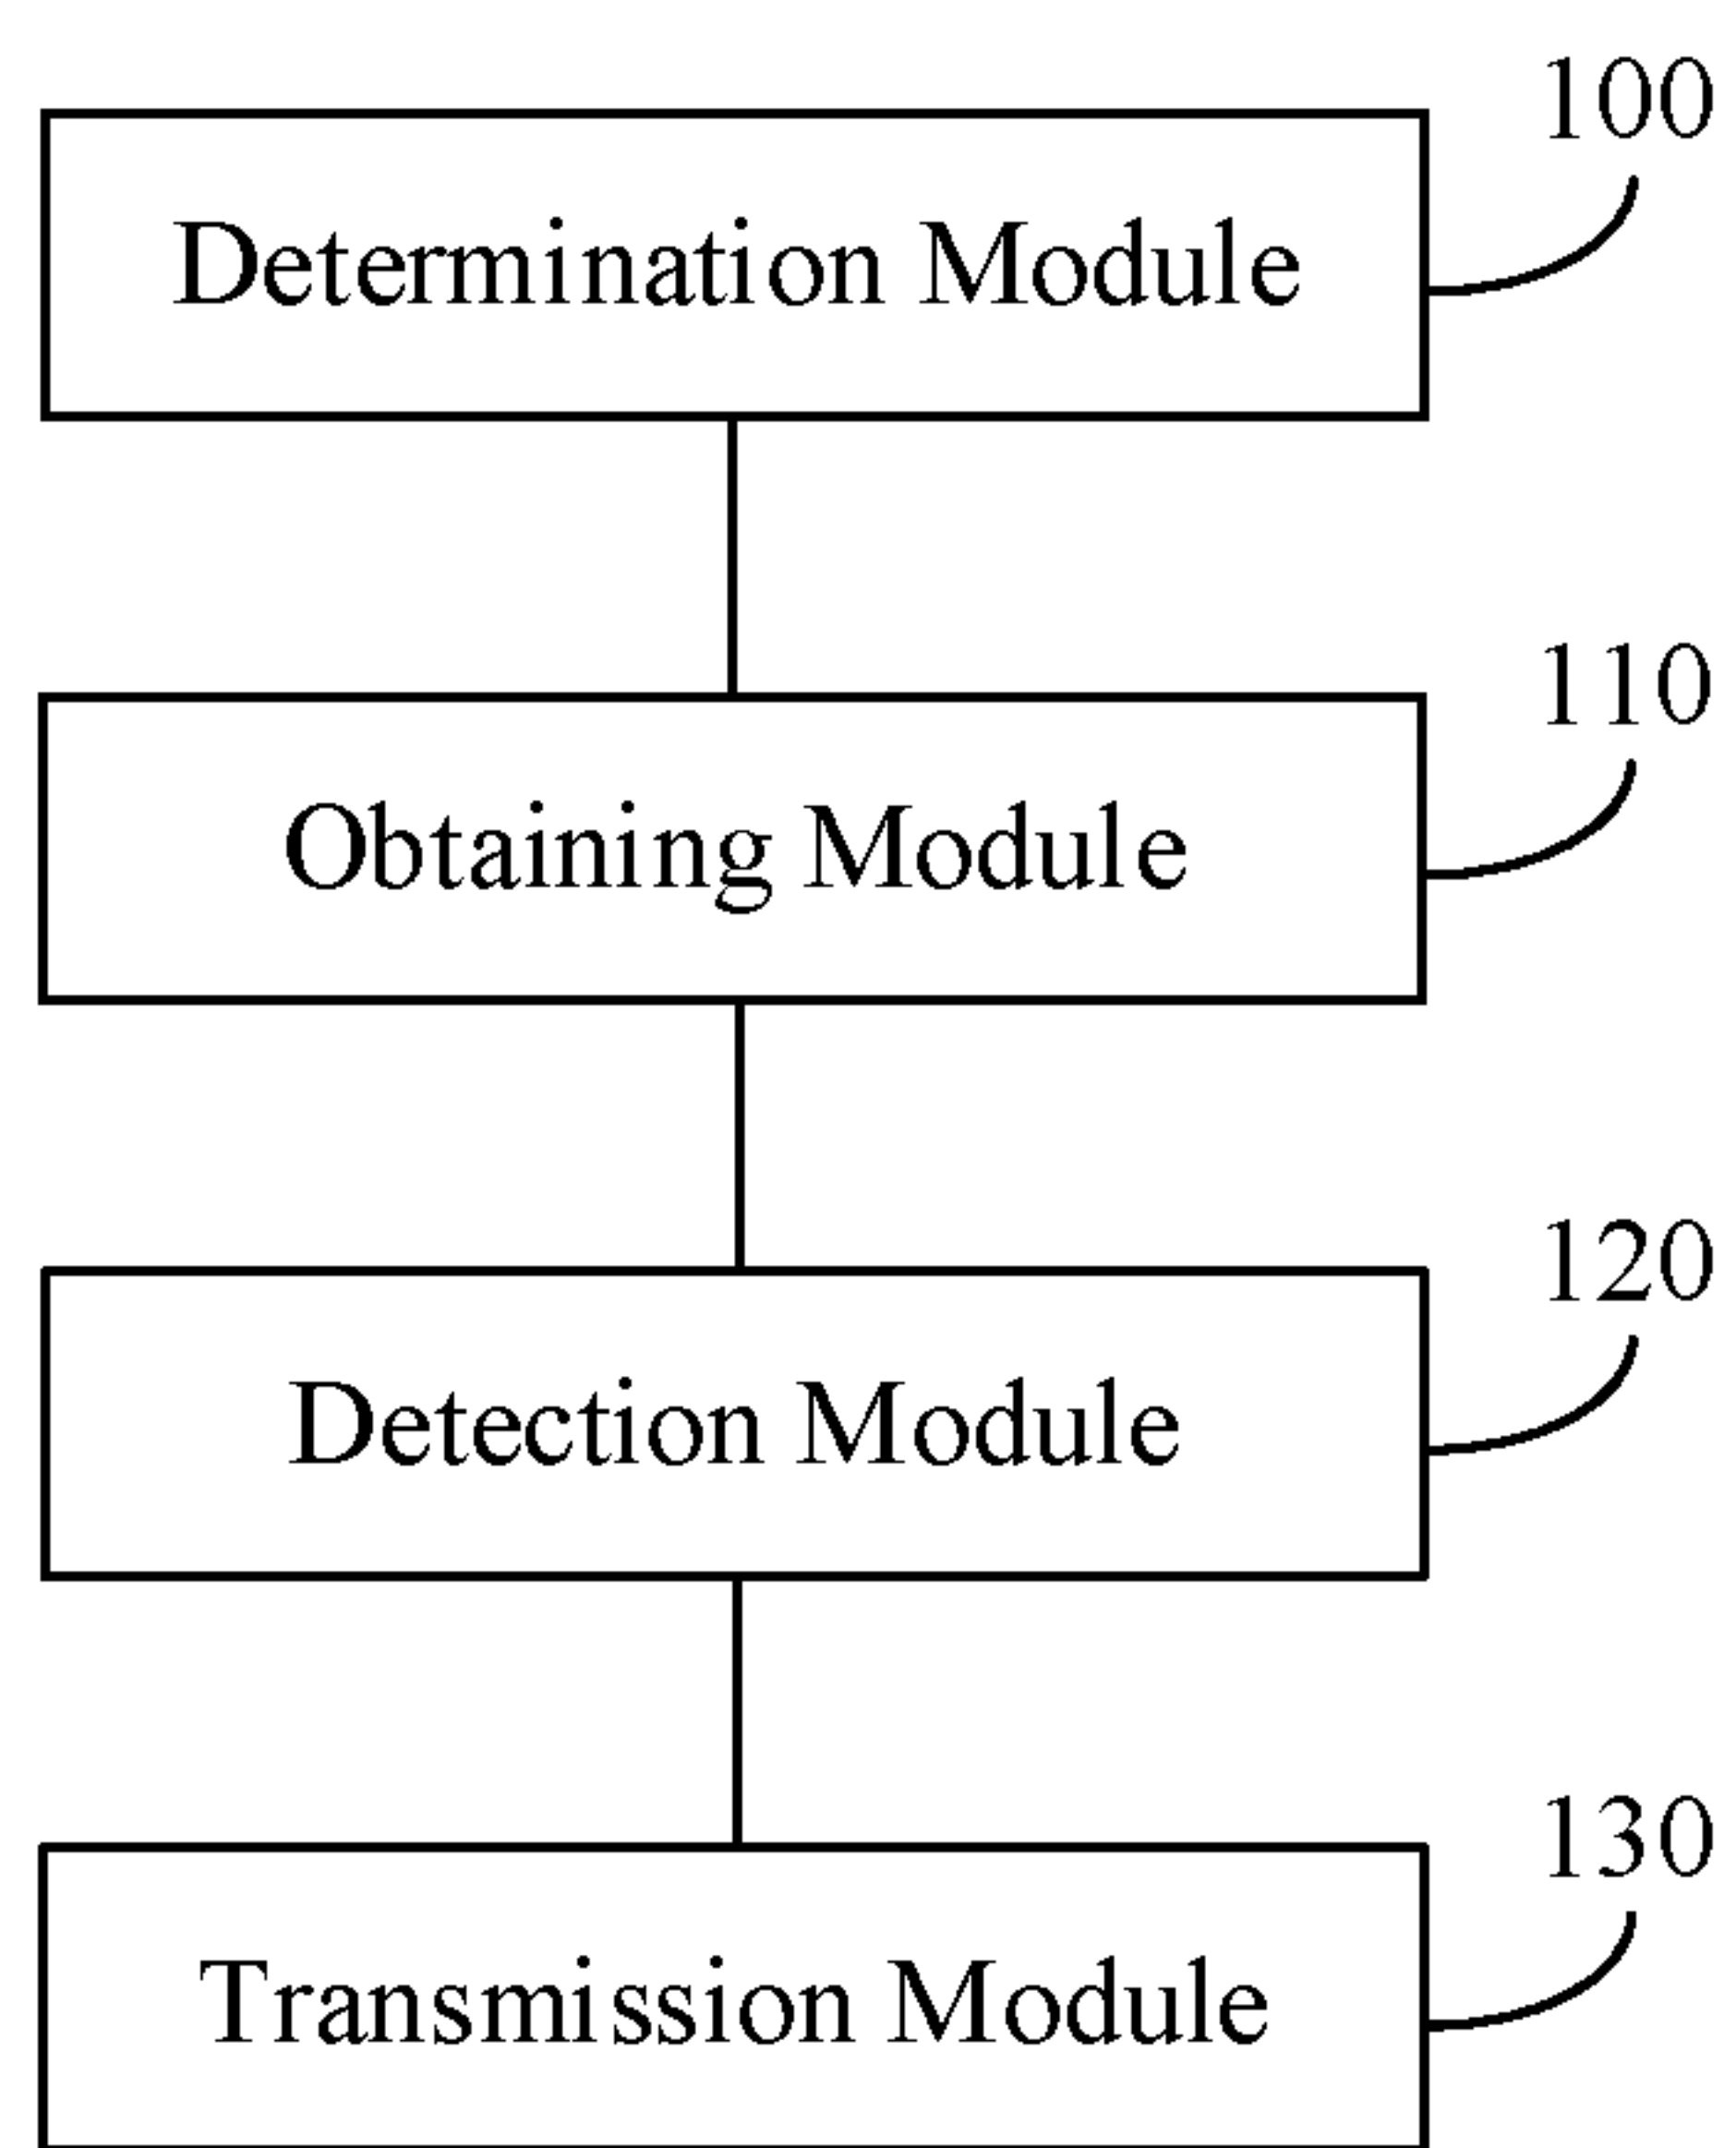 100
Determination Module
110
Obtaining Module
120
Detection Module
130
Transmission Module